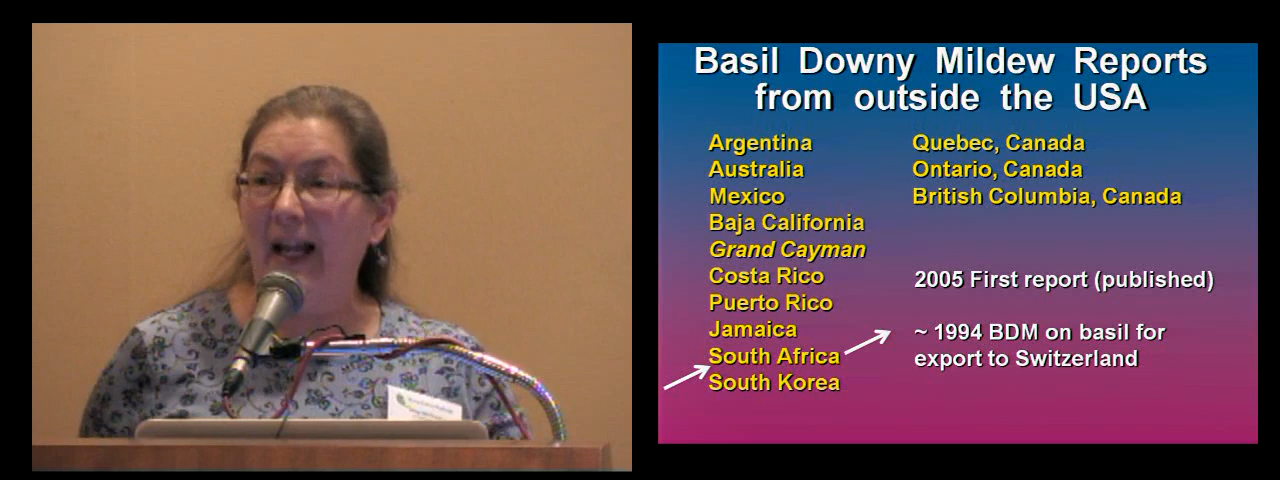 Basil Downy Mildew Reports
from outside the USA
Argentina
Australia
Mexico
Baja California
Grand Cayman
Costa Rico
Puerto Rico
Jamaica
South Africa
South Korea
Quebec, Canada
Ontario, Canada
British Columbia, Canada
2005 First report (published)
~ 1994 BDM on basil for
export to Switzerland